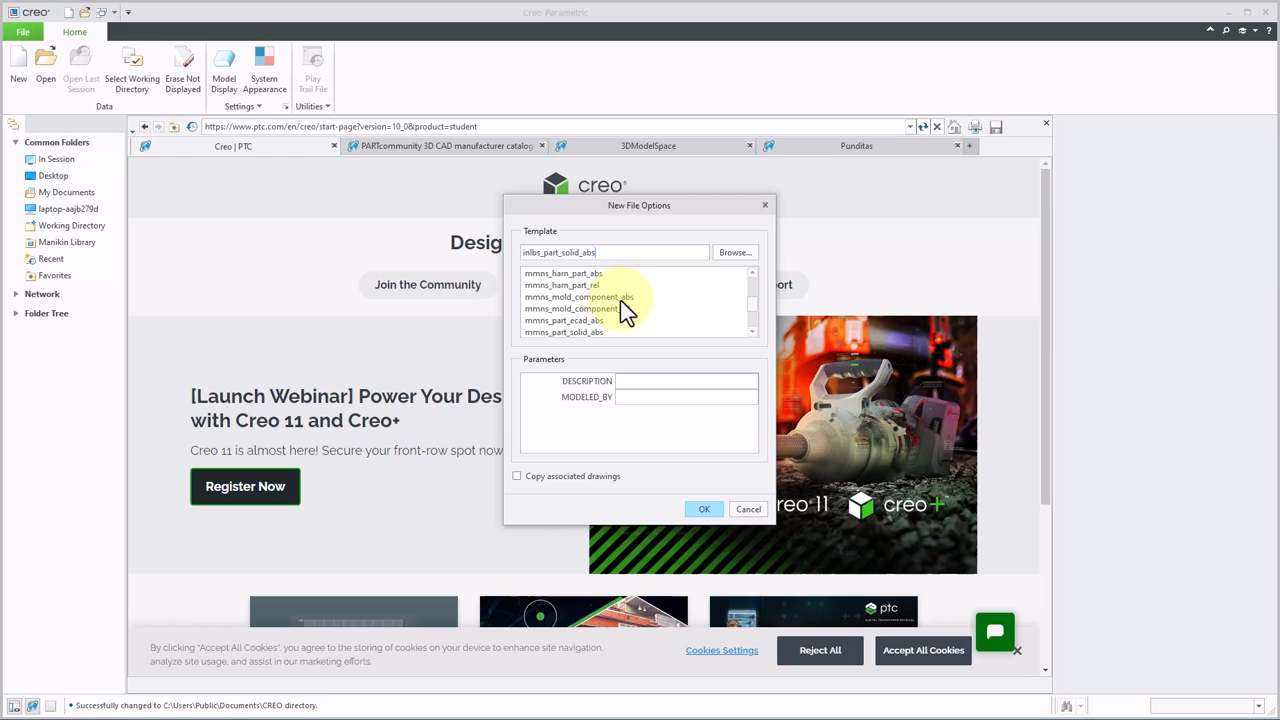 creo®
Creo Parametric
File
Home
New
Open
Open Last
Session
Select Working
Directory
Erase Not
Displayed
Model
Display
System
Appearance
Play
Trail File
Data
Settings
Utilities
https://www.ptc.com/en/creo/start-page?version=10_0&product=student
Creo | PTC
PARTcommunity 3D CAD manufacturer catalog
3DModelSpace
Punditas
Common Folders
In Session
Desktop
My Documents
laptop-aajb279d
Working Directory
Manikin Library
Recent
Favorites
Network
Folder Tree
creo®
Join the Community
New File Options
Template
inlbs_part_solid_abs
Browse...
mmns_harn_part_abs
mmns_harn_part_rel
mmns_mold_component_abs
mmns_mold_component
mmns_part_ecad_abs
mmns_part_solid_abs
Parameters
DESCRIPTION
MODELED_BY
Copy associated drawings
OK
Cancel
[Launch Webinar] Power Your Des
with Creo 11 and Creo+
Creo 11 is almost here! Secure your front-row spot now
Register Now
creo+
ptc
By clicking "Accept All Cookies", you agree to the storing of cookies on your device to enhance site navigation,
analyze site usage, and assist in our marketing efforts.
Cookies Settings
Reject All
Accept All Cookies
Successfully changed to C:\Users\Public\Documents\CREO directory.